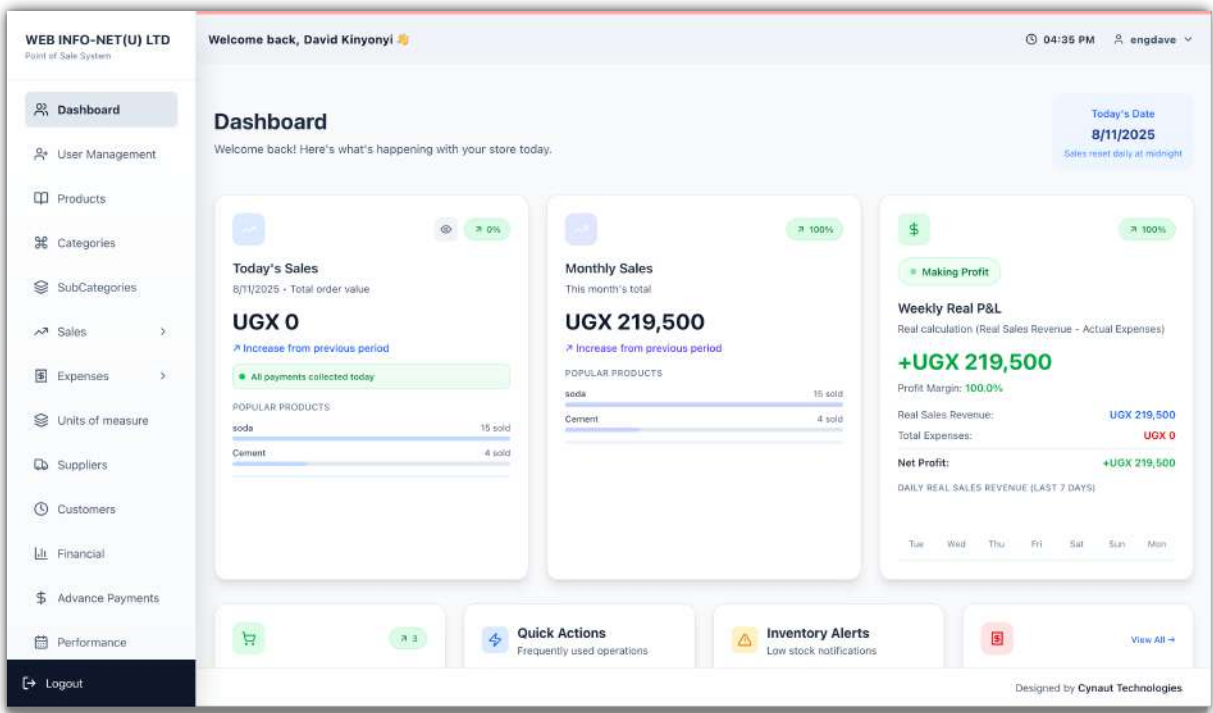 WEB INFO-NET(U) LTD
Point of Sale System
Dashboard
User Management
Products
Categories
SubCategories
Sales
Expenses
Units of measure
Suppliers
Customers
Financial
Advance Payments
Performance
Logout
Welcome back, David Kinyonyi 👋
04:35 PM engdave
Dashboard
Welcome back! Here's what's happening with your store today.
Today's Date
8/11/2025
Sales reset daily at midnight
0%
Today's Sales
8/11/2025 • Total order value
UGX 0
Increase from previous period
All payments collected today
POPULAR PRODUCTS
soda 15 sold
Cement 4 sold
100%
Monthly Sales
This month's total
UGX 219,500
Increase from previous period
POPULAR PRODUCTS
soda 15 sold
Cement 4 sold
$ 100%
Making Profit
Weekly Real P&L
Real calculation (Real Sales Revenue - Actual Expenses)
+UGX 219,500
Profit Margin: 100.0%
Real Sales Revenue: UGX 219,500
Total Expenses: UGX 0
Net Profit: +UGX 219,500
DAILY REAL SALES REVENUE (LAST 7 DAYS)
Tue Wed Thu Fri Sat Sun Mon
3
Quick Actions
Frequently used operations
Inventory Alerts
Low stock notifications
View All →
Designed by Cynaut Technologies